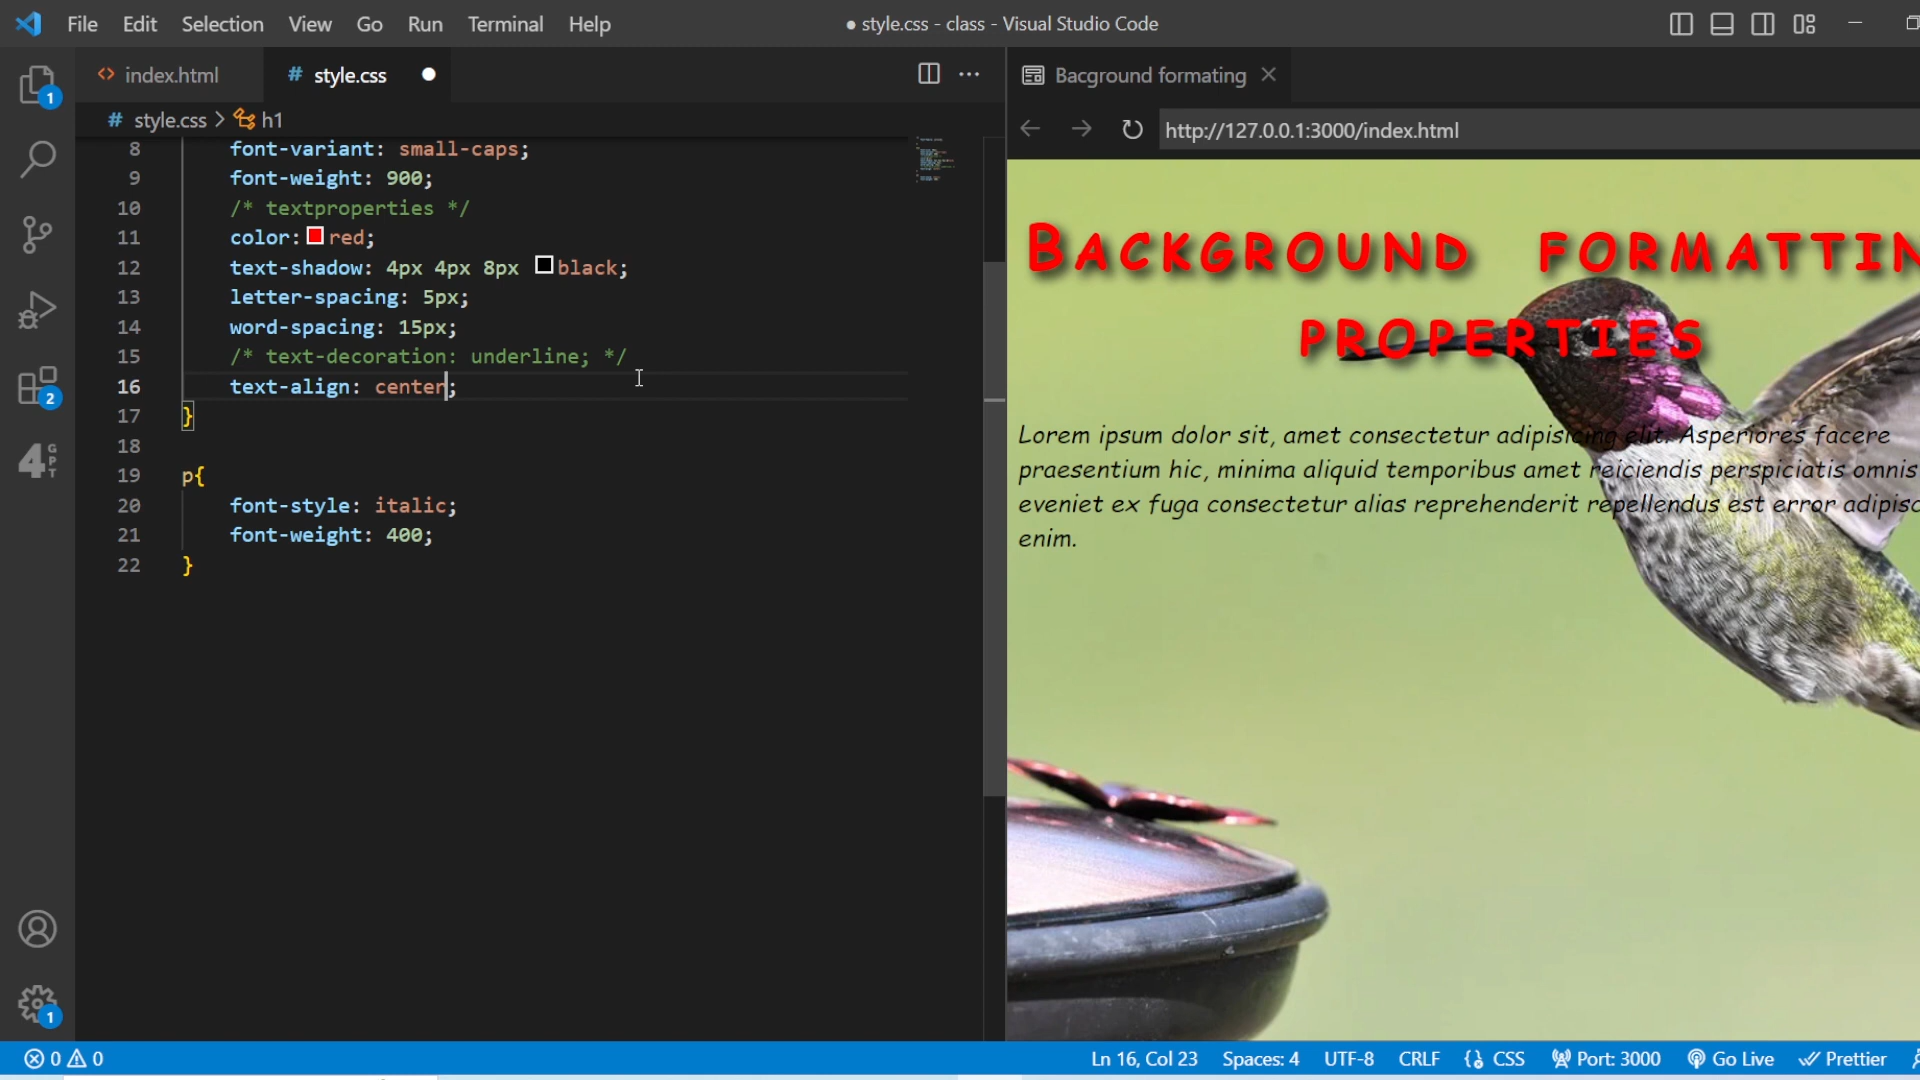 File Edit Selection View Go Run Terminal Help
● style.css - class - Visual Studio Code
index.html
# style.css ●
Bacground formating
# style.css > h1
http://127.0.0.1:3000/index.html
8 font-variant: small-caps;
9 font-weight: 900;
10 /* textproperties */
11 color: red;
12 text-shadow: 4px 4px 8px black;
13 letter-spacing: 5px;
14 word-spacing: 15px;
15 /* text-decoration: underline; */
16 text-align: center;
17 }
18
19 p{
20 font-style: italic;
21 font-weight: 400;
22 }
BACKGROUND FORMATTIN
PROPERTIES
Lorem ipsum dolor sit, amet consectetur adipisicing elit. Asperiores facere
praesentium hic, minima aliquid temporibus amet reiciendis perspiciatis omnis
eveniet ex fuga consectetur alias reprehenderit repellendus est error adipisc
enim.
1
2
4 GPT
1
0 0
Ln 16, Col 23 Spaces: 4 UTF-8 CRLF {} CSS Port: 3000 Go Live Prettier